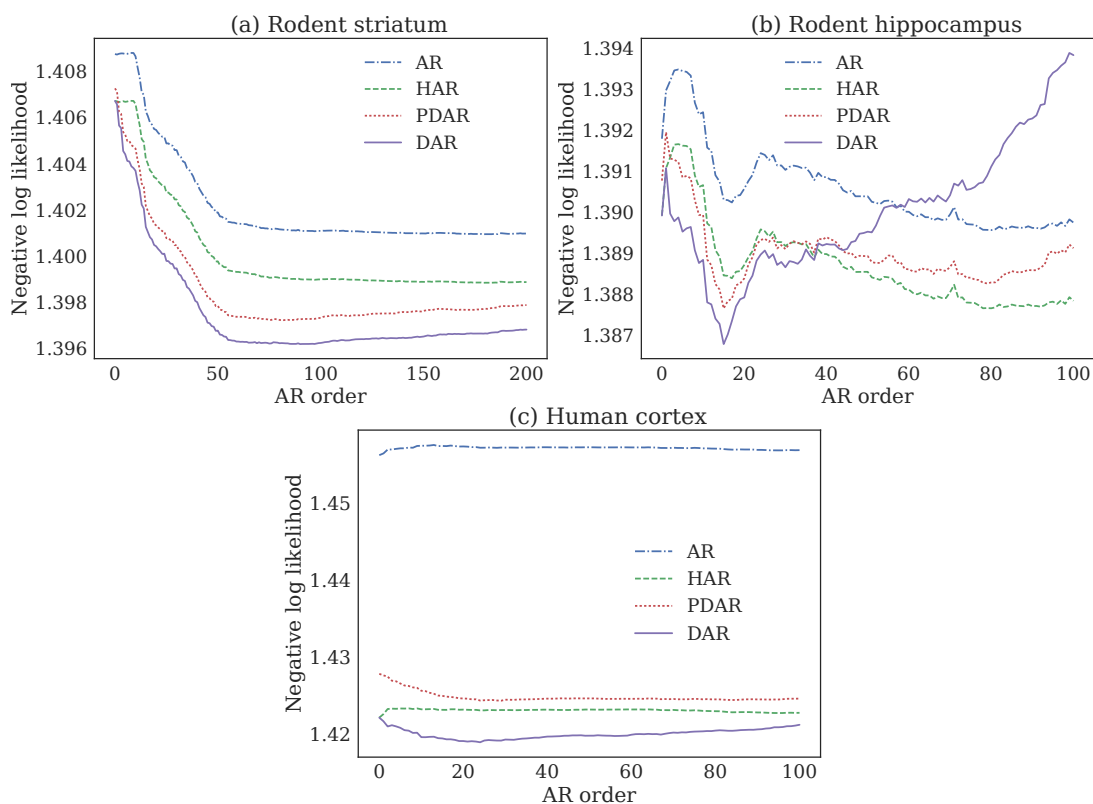 (a) Rodent striatum
Negative log likelihood
1.408
1.406
1.404
1.402
1.400
1.398
1.396
AR
HAR
PDAR
DAR
0
50
100
150
200
AR order
(b) Rodent hippocampus
Negative log likelihood
1.394
1.393
1.392
1.391
1.390
1.389
1.388
1.387
AR
HAR
PDAR
DAR
0
20
40
60
80
100
AR order
(c) Human cortex
Negative log likelihood
1.45
1.44
1.43
1.42
AR
HAR
PDAR
DAR
0
20
40
60
80
100
AR order